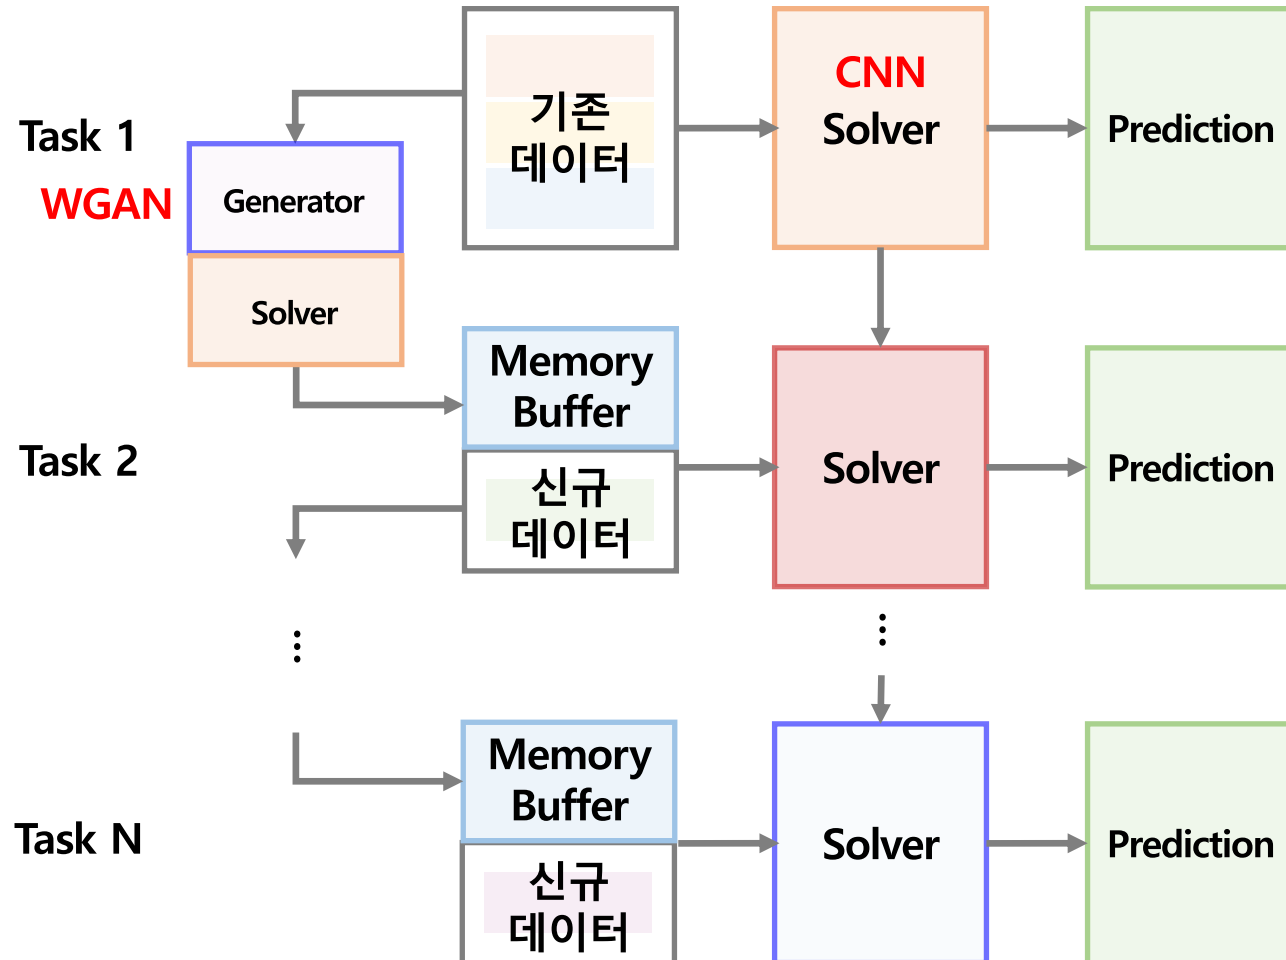 Task 1
WGAN
Generator
Solver
기존
데이터
CNN
Solver
Prediction
Task 2
Memory
Buffer
신규
데이터
Solver
Prediction
Task N
Memory
Buffer
신규
데이터
Solver
Prediction